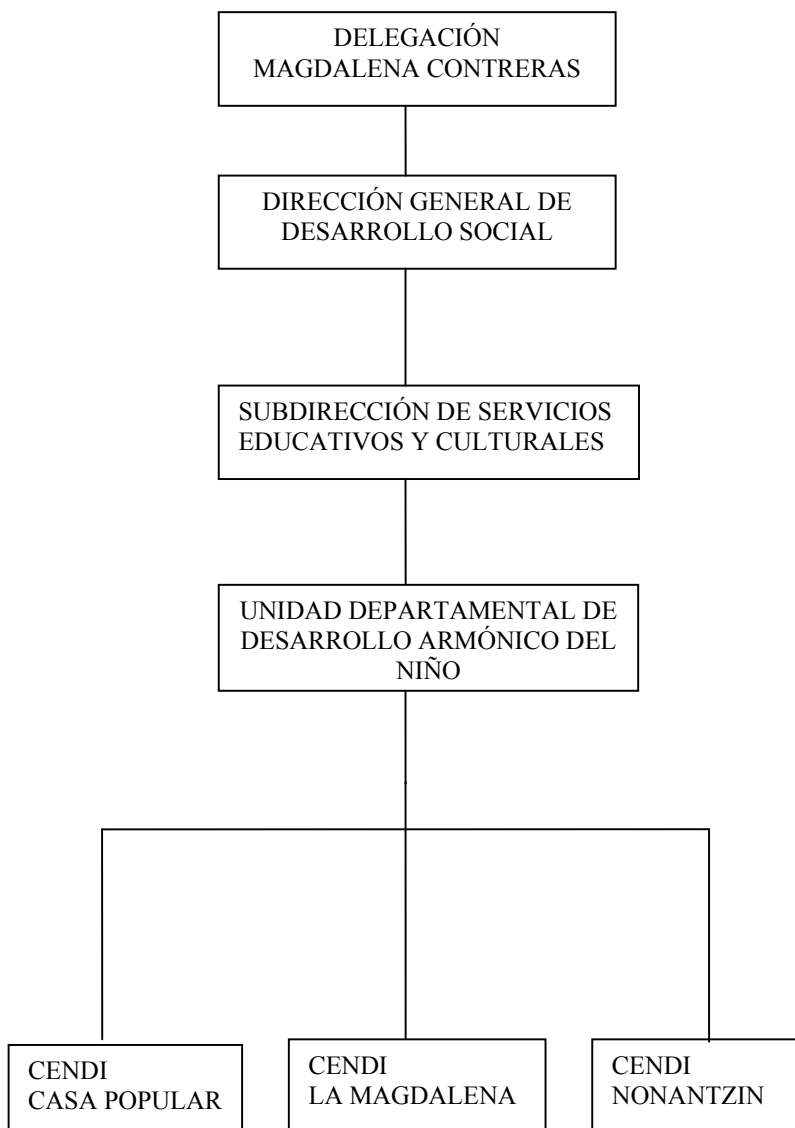 DELEGACIÓN
MAGDALENA CONTRERAS
DIRECCIÓN GENERAL DE
DESARROLLO SOCIAL
SUBDIRECCIÓN DE SERVICIOS
EDUCATIVOS Y CULTURALES
UNIDAD DEPARTAMENTAL DE
DESARROLLO ARMÓNICO DEL
NIÑO
CENDI
CASA POPULAR
CENDI
LA MAGDALENA
CENDI
NONANTZIN